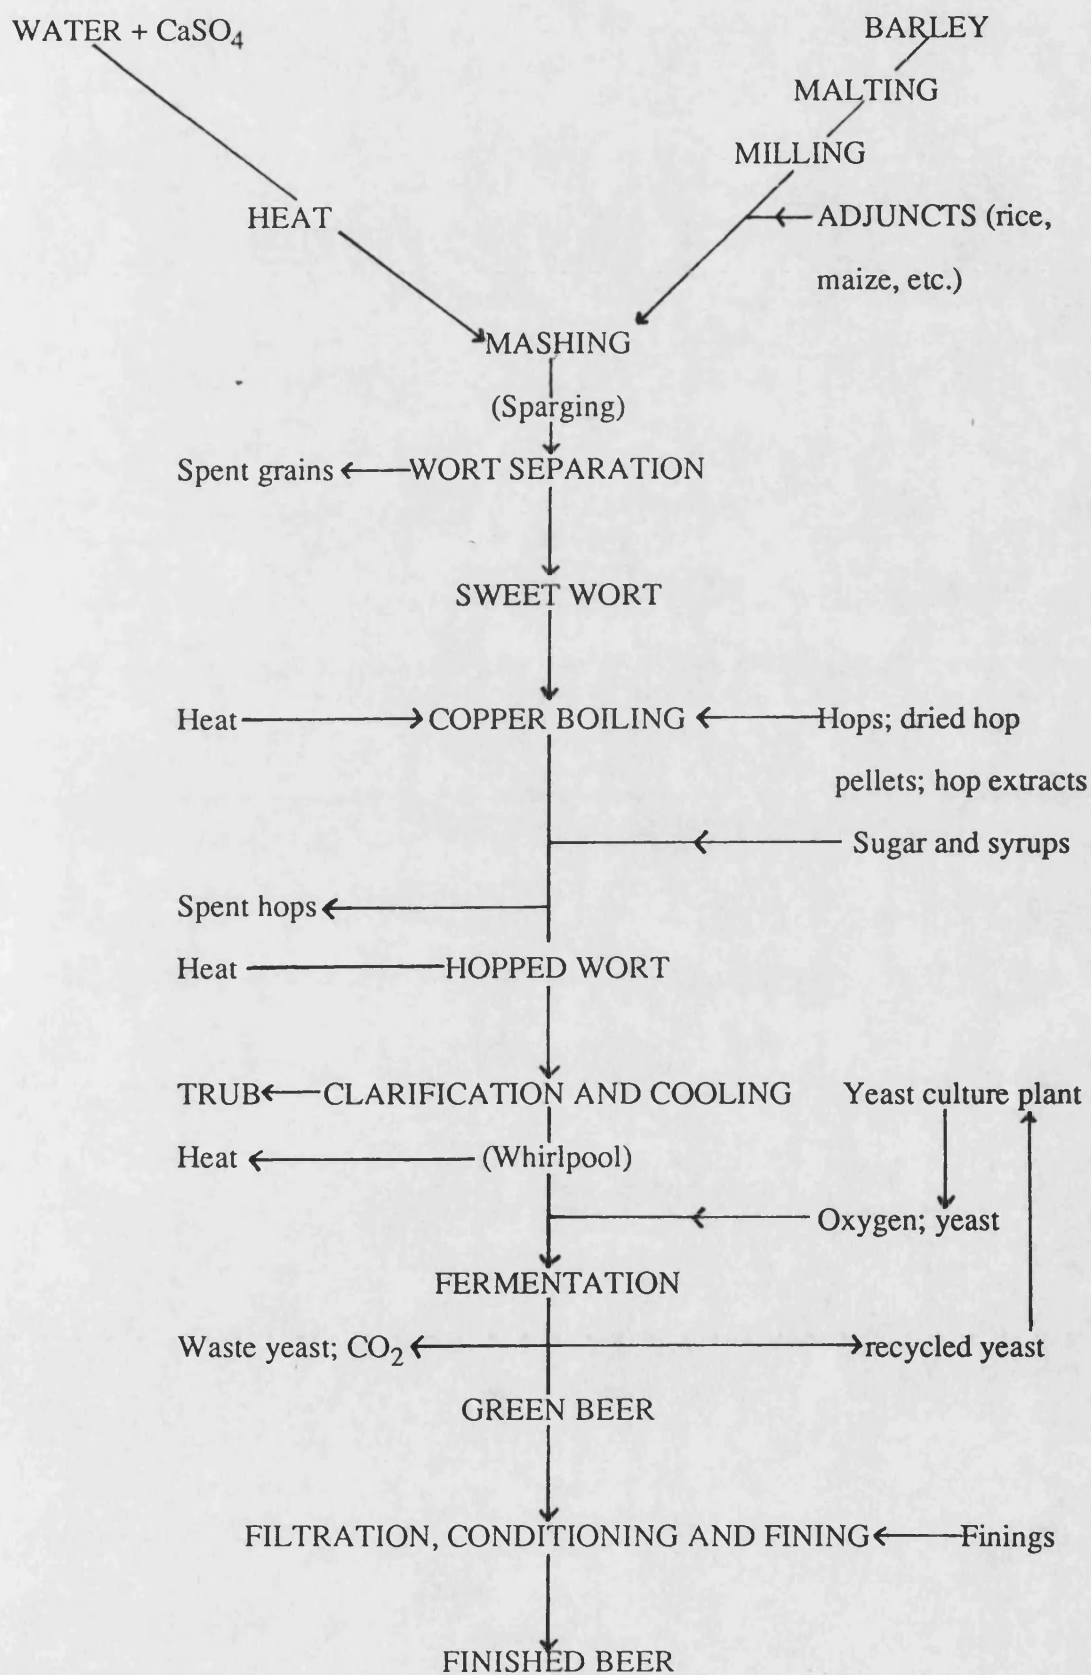 WATER + CaSO4
BARLEY
MALTING
MILLING
HEAT
ADJUNCTS (rice,
maize, etc.)
MASHING
(Sparging)
Spent grains
WORT SEPARATION
SWEET WORT
Heat
COPPER BOILING
Hops; dried hop
pellets; hop extracts
Sugar and syrups
Spent hops
Heat
HOPPED WORT
TRUB
CLARIFICATION AND COOLING
Yeast culture plant
Heat
(Whirlpool)
Oxygen; yeast
FERMENTATION
Waste yeast; CO2
recycled yeast
GREEN BEER
FILTRATION, CONDITIONING AND FINING
Finings
FINISHED BEER